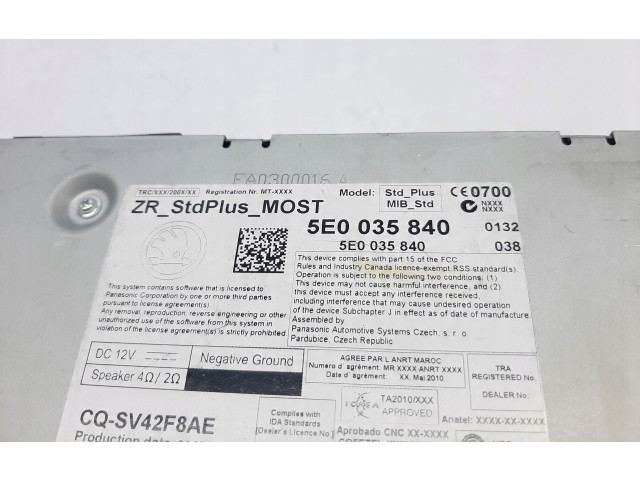 FA0300016 A
TRC/XXX/200X/XX Registration Nr. MT-XXXX Model: Std_Plus
MIB_Std
CE0700
NXXX
NXXX
ZR_StdPlus_MOST
5E0 035 840 0132
5E0 035 840 038
This device complies with part 15 of the FCC
Rules and Industry Canada licence-exempt RSS standard(s).
Operation is subject to the following two conditions. (1)
This device may not cause harmful interference, and (2)
this device must accept any interference received,
including interference that may cause undesired operation
of the device Subchapter J in effect as of date of manufacture.
Assembled by
Panasonic Automotive Systems Czech, s. r. o.
Pardubice, Czech Republic
This system contains software that is licensed to
Panasonic Corporation by one or more third parties
pursuant to license agreement(s).
Any removal, reproduction, reverse engineering or other
unauthorized use of the software from this system in
violation of the license agreement(s) is strictly prohibited.
DC 12V Negative Ground
Speaker 4Ω/2Ω
AGREE PAR L ANRT MAROC
Numero d agrément: MR XXXX ANRT XXXX
Date d agrément: XX. Mai 2010
TRA
REGISTERED No.
DEALER No:
CQ-SV42F8AE
Production date:
Complies with
IDA Standards
(Dealer's Licence No)
ICASA
TA2010/XXX
APPROVED
Anatel: XXXX-XX-XXXX
Aprobado CNC XX-XXXX